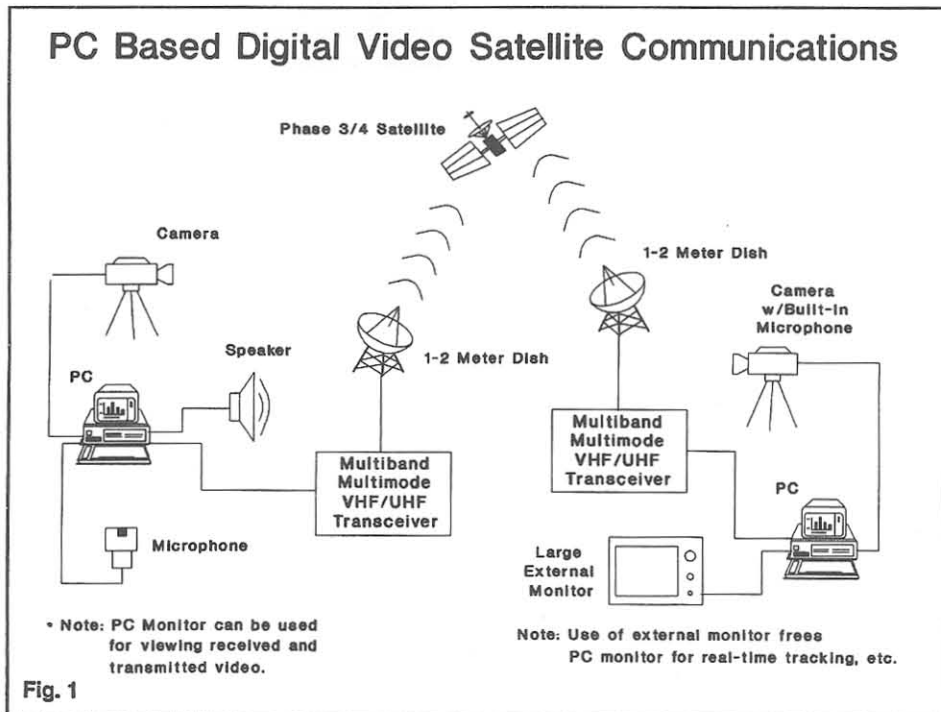 PC Based Digital Video Satellite Communications
Phase 3/4 Satellite
Camera
1-2 Meter Dish
Camera
w/Built-In
Microphone
Speaker
1-2 Meter Dish
PC
Multiband
Multimode
VHF/UHF
Transceiver
Multiband
Multimode
VHF/UHF
Transceiver
PC
Microphone
Large
External
Monitor
• Note: PC Monitor can be used
for viewing received and
transmitted video.
Note: Use of external monitor frees
PC monitor for real-time tracking, etc.
Fig. 1